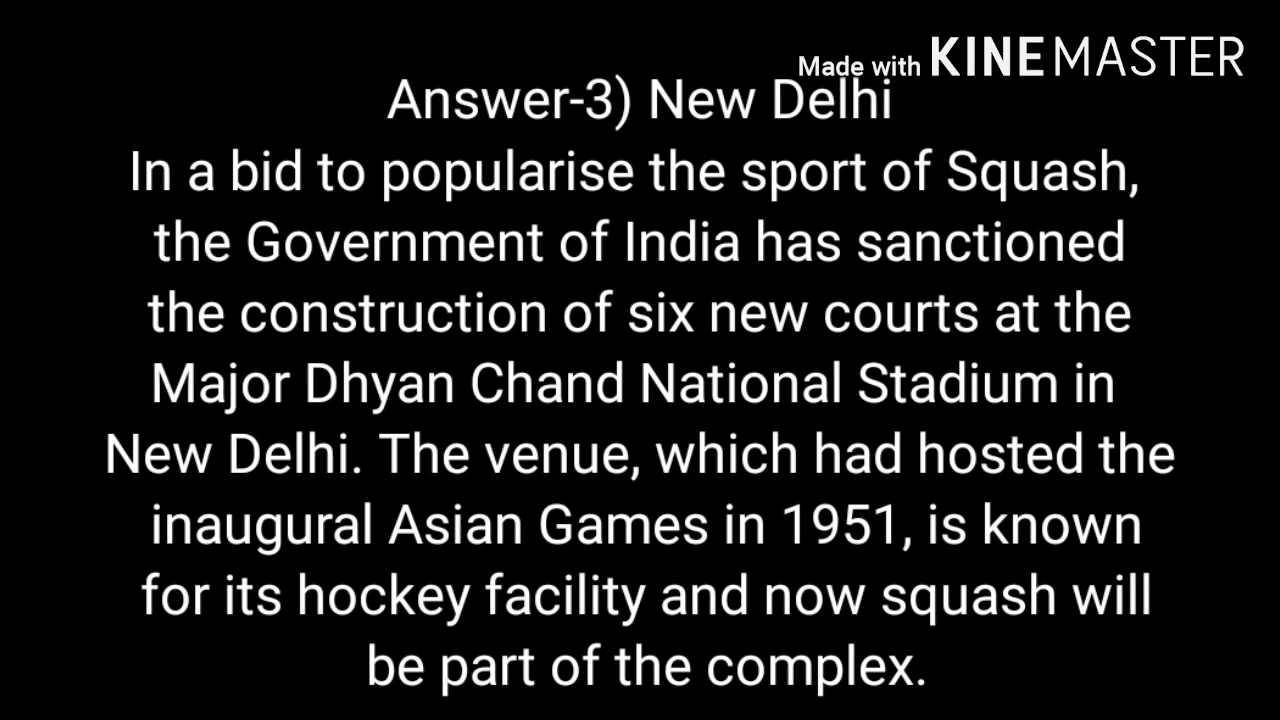 Made with KINEMASTER
Answer-3) New Delhi
In a bid to popularise the sport of Squash,
the Government of India has sanctioned
the construction of six new courts at the
Major Dhyan Chand National Stadium in
New Delhi. The venue, which had hosted the
inaugural Asian Games in 1951, is known
for its hockey facility and now squash will
be part of the complex.